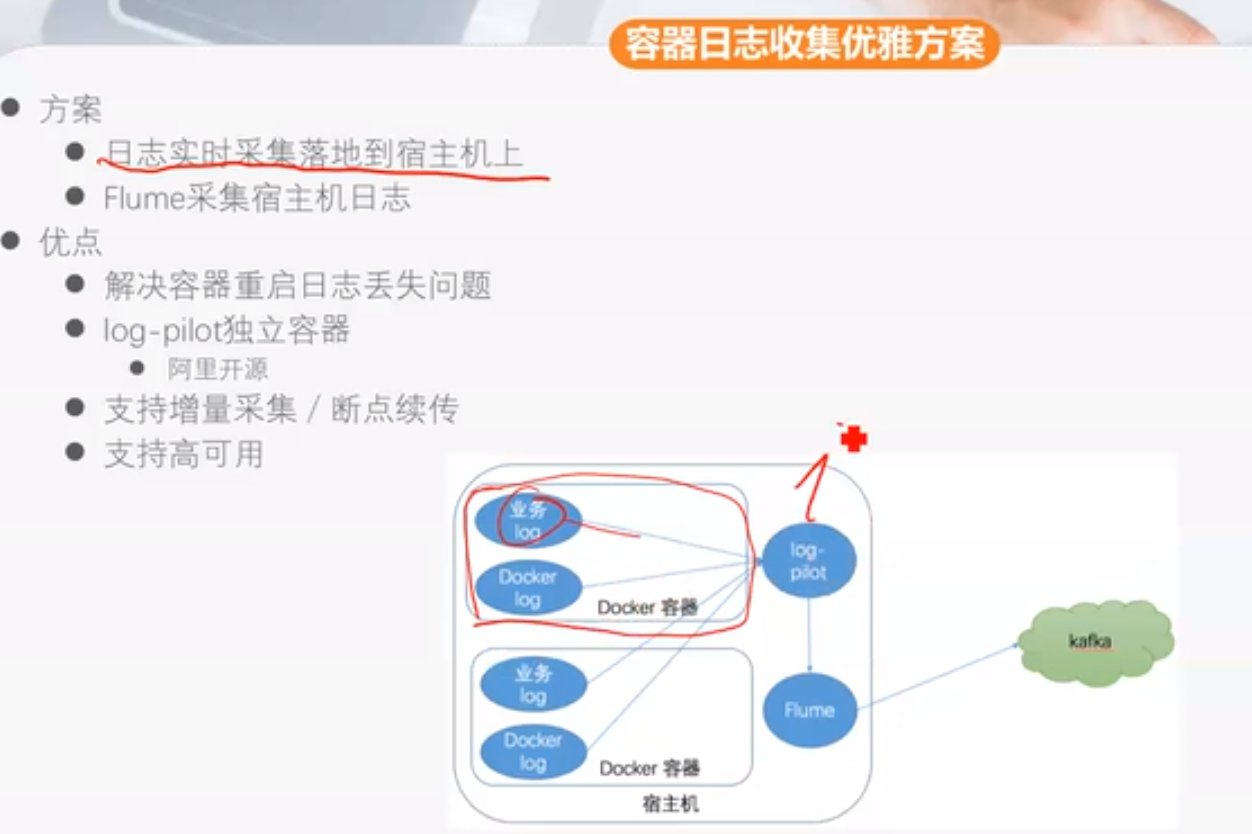 容器日志收集优雅方案
方案
日志实时采集落地到宿主机上
Flume采集宿主机日志
优点
解决容器重启日志丢失问题
log-pilot独立容器
阿里开源
支持增量采集 / 断点续传
支持高可用
业务
log
Docker
log
Docker 容器
log-
pilot
业务
log
Docker
log
Docker 容器
Flume
kafka
宿主机